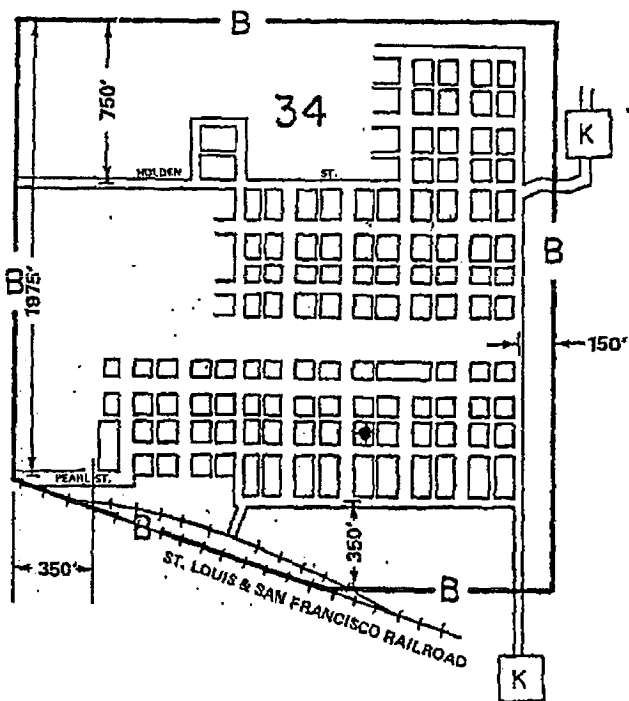 B
34
750'
K
HOLDEN ST.
B
B
1975'
150'
PEARL ST.
B
350'
350'
B
ST. LOUIS & SAN FRANCISCO RAILROAD
K